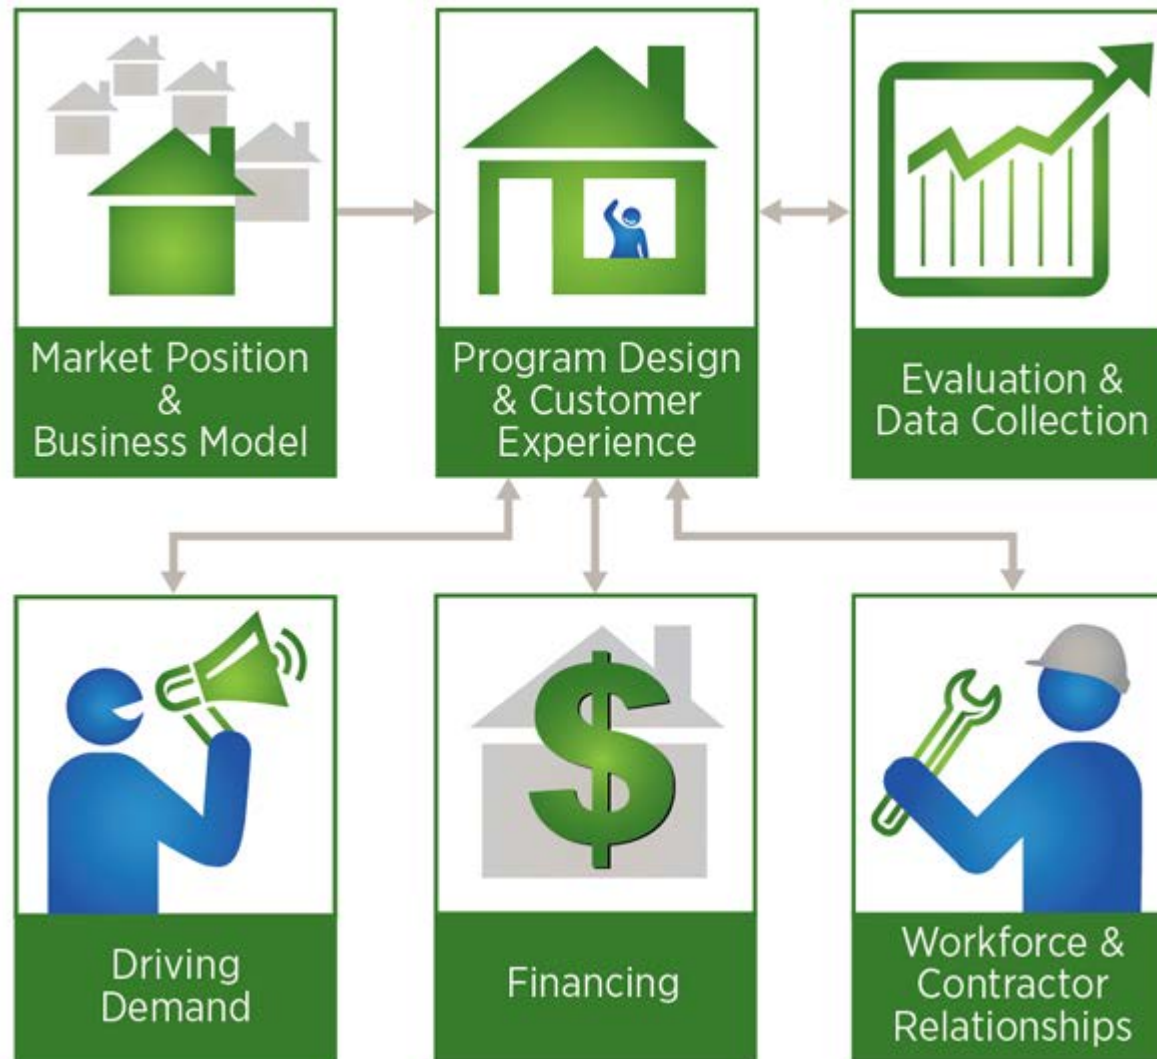 Market Position
&
Business Model
Program Design
& Customer
Experience
Evaluation &
Data Collection
Driving
Demand
$
Financing
Workforce &
Contractor
Relationships